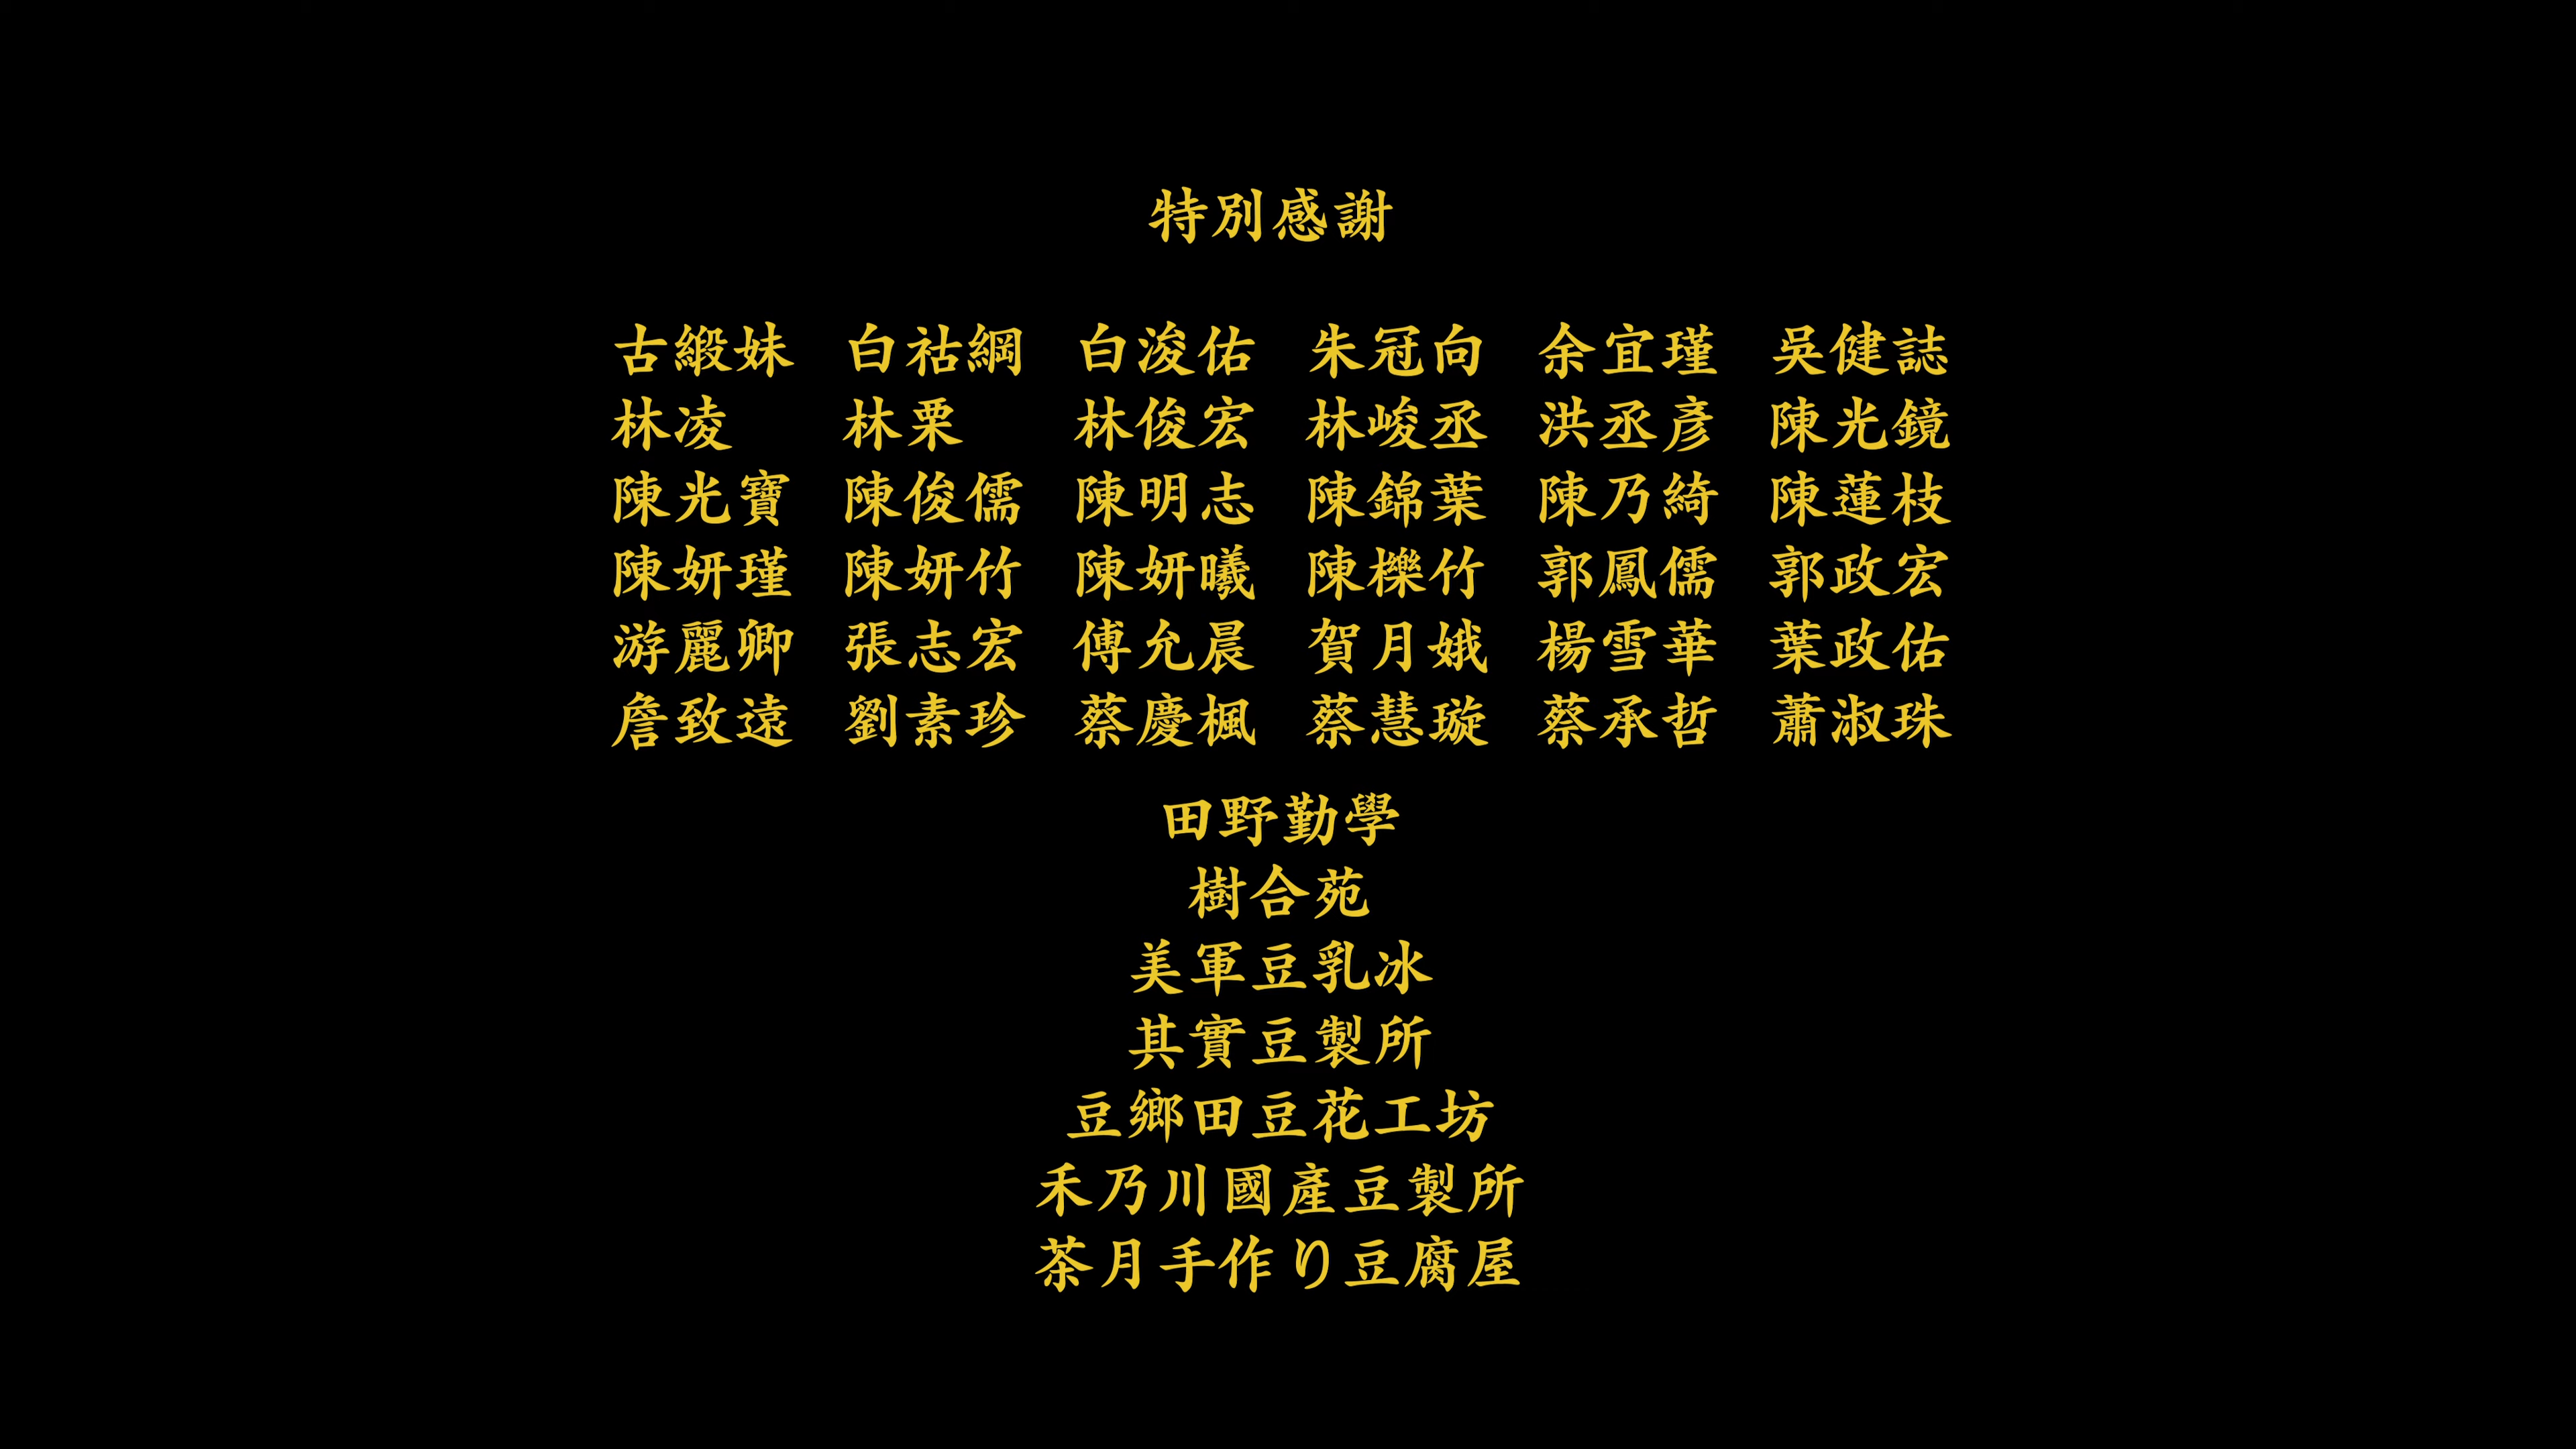 特別感謝
古緞妹 白祜綱 白浚佑 朱冠向 余宜瑾 吳健誌
林凌 林栗 林俊宏 林峻丞 洪丞彥 陳光鏡
陳光寶 陳俊儒 陳明志 陳錦葉 陳乃綺 陳蓮枝
陳妍瑾 陳妍竹 陳妍曦 陳櫟竹 郭鳳儒 郭政宏
游麗卿 張志宏 傅允晨 賀月娥 楊雪華 葉政佑
詹致遠 劉素珍 蔡慶楓 蔡慧璇 蔡承哲 蕭淑珠
田野勤學
樹合苑
美軍豆乳冰
其實豆製所
豆鄉田豆花工坊
禾乃川國產豆製所
茶月手作り豆腐屋